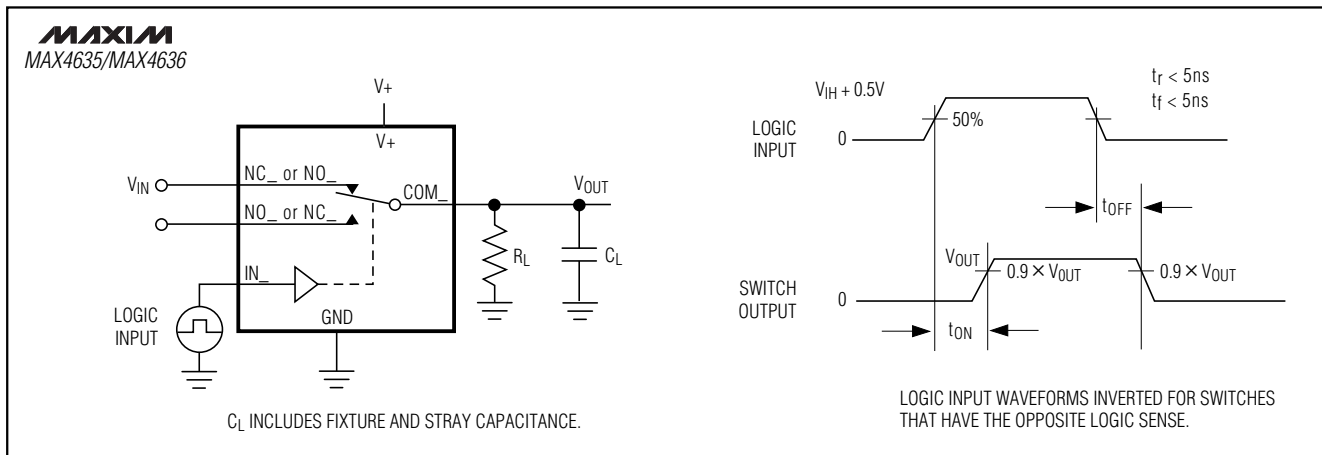 MAXIM
MAX4635/MAX4636
V+
V+
VIN
NC_ or NO_
COM_
VOUT
NO_ or NC_
RL
CL
IN_
LOGIC
INPUT
GND
CL INCLUDES FIXTURE AND STRAY CAPACITANCE.
tr < 5ns
tf < 5ns
VIH + 0.5V
50%
LOGIC
INPUT
0
tOFF
VOUT
0.9 × VOUT
0.9 × VOUT
SWITCH
OUTPUT
0
tON
LOGIC INPUT WAVEFORMS INVERTED FOR SWITCHES
THAT HAVE THE OPPOSITE LOGIC SENSE.